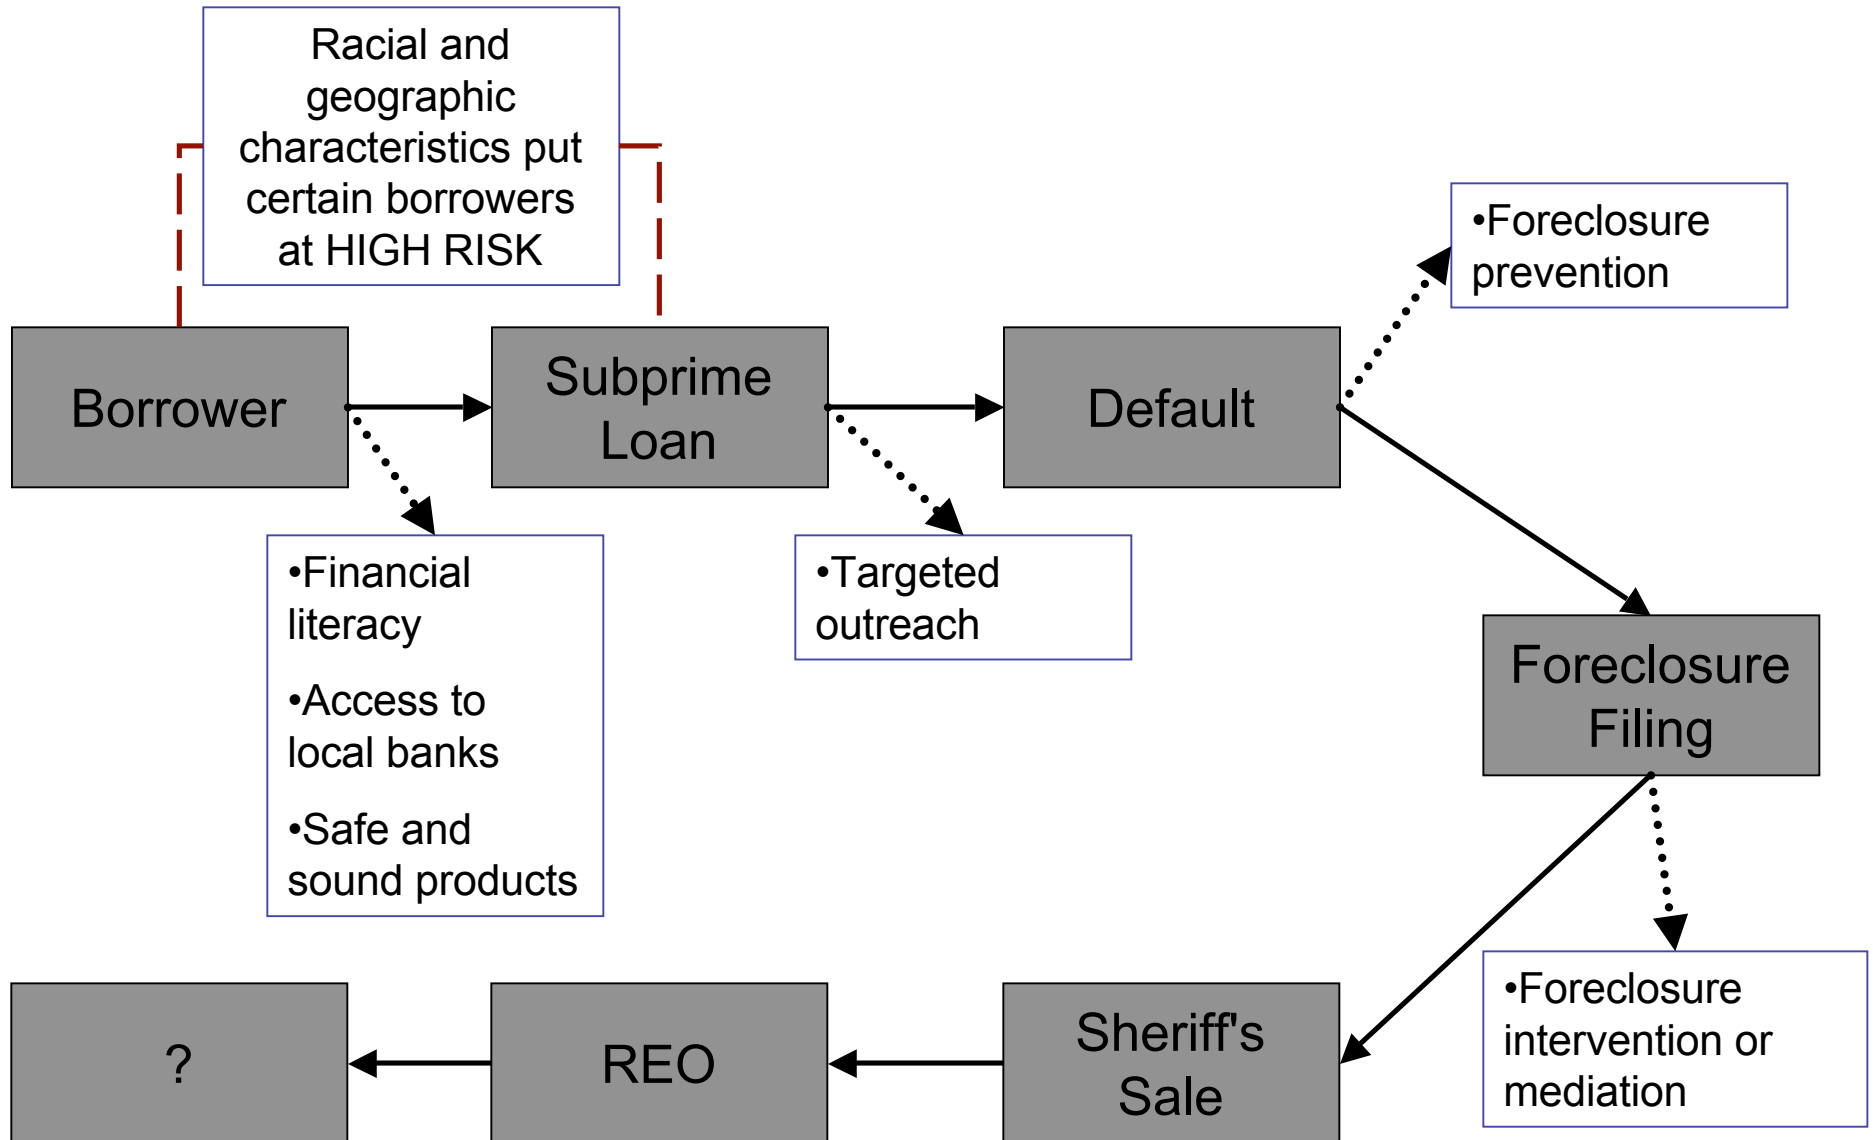 Racial and
geographic
characteristics put
certain borrowers
at HIGH RISK
•Foreclosure
prevention
Borrower
Subprime
Loan
Default
•Financial
literacy
•Access to
local banks
•Safe and
sound products
•Targeted
outreach
Foreclosure
Filing
•Foreclosure
intervention or
mediation
Sheriff's
Sale
REO
?